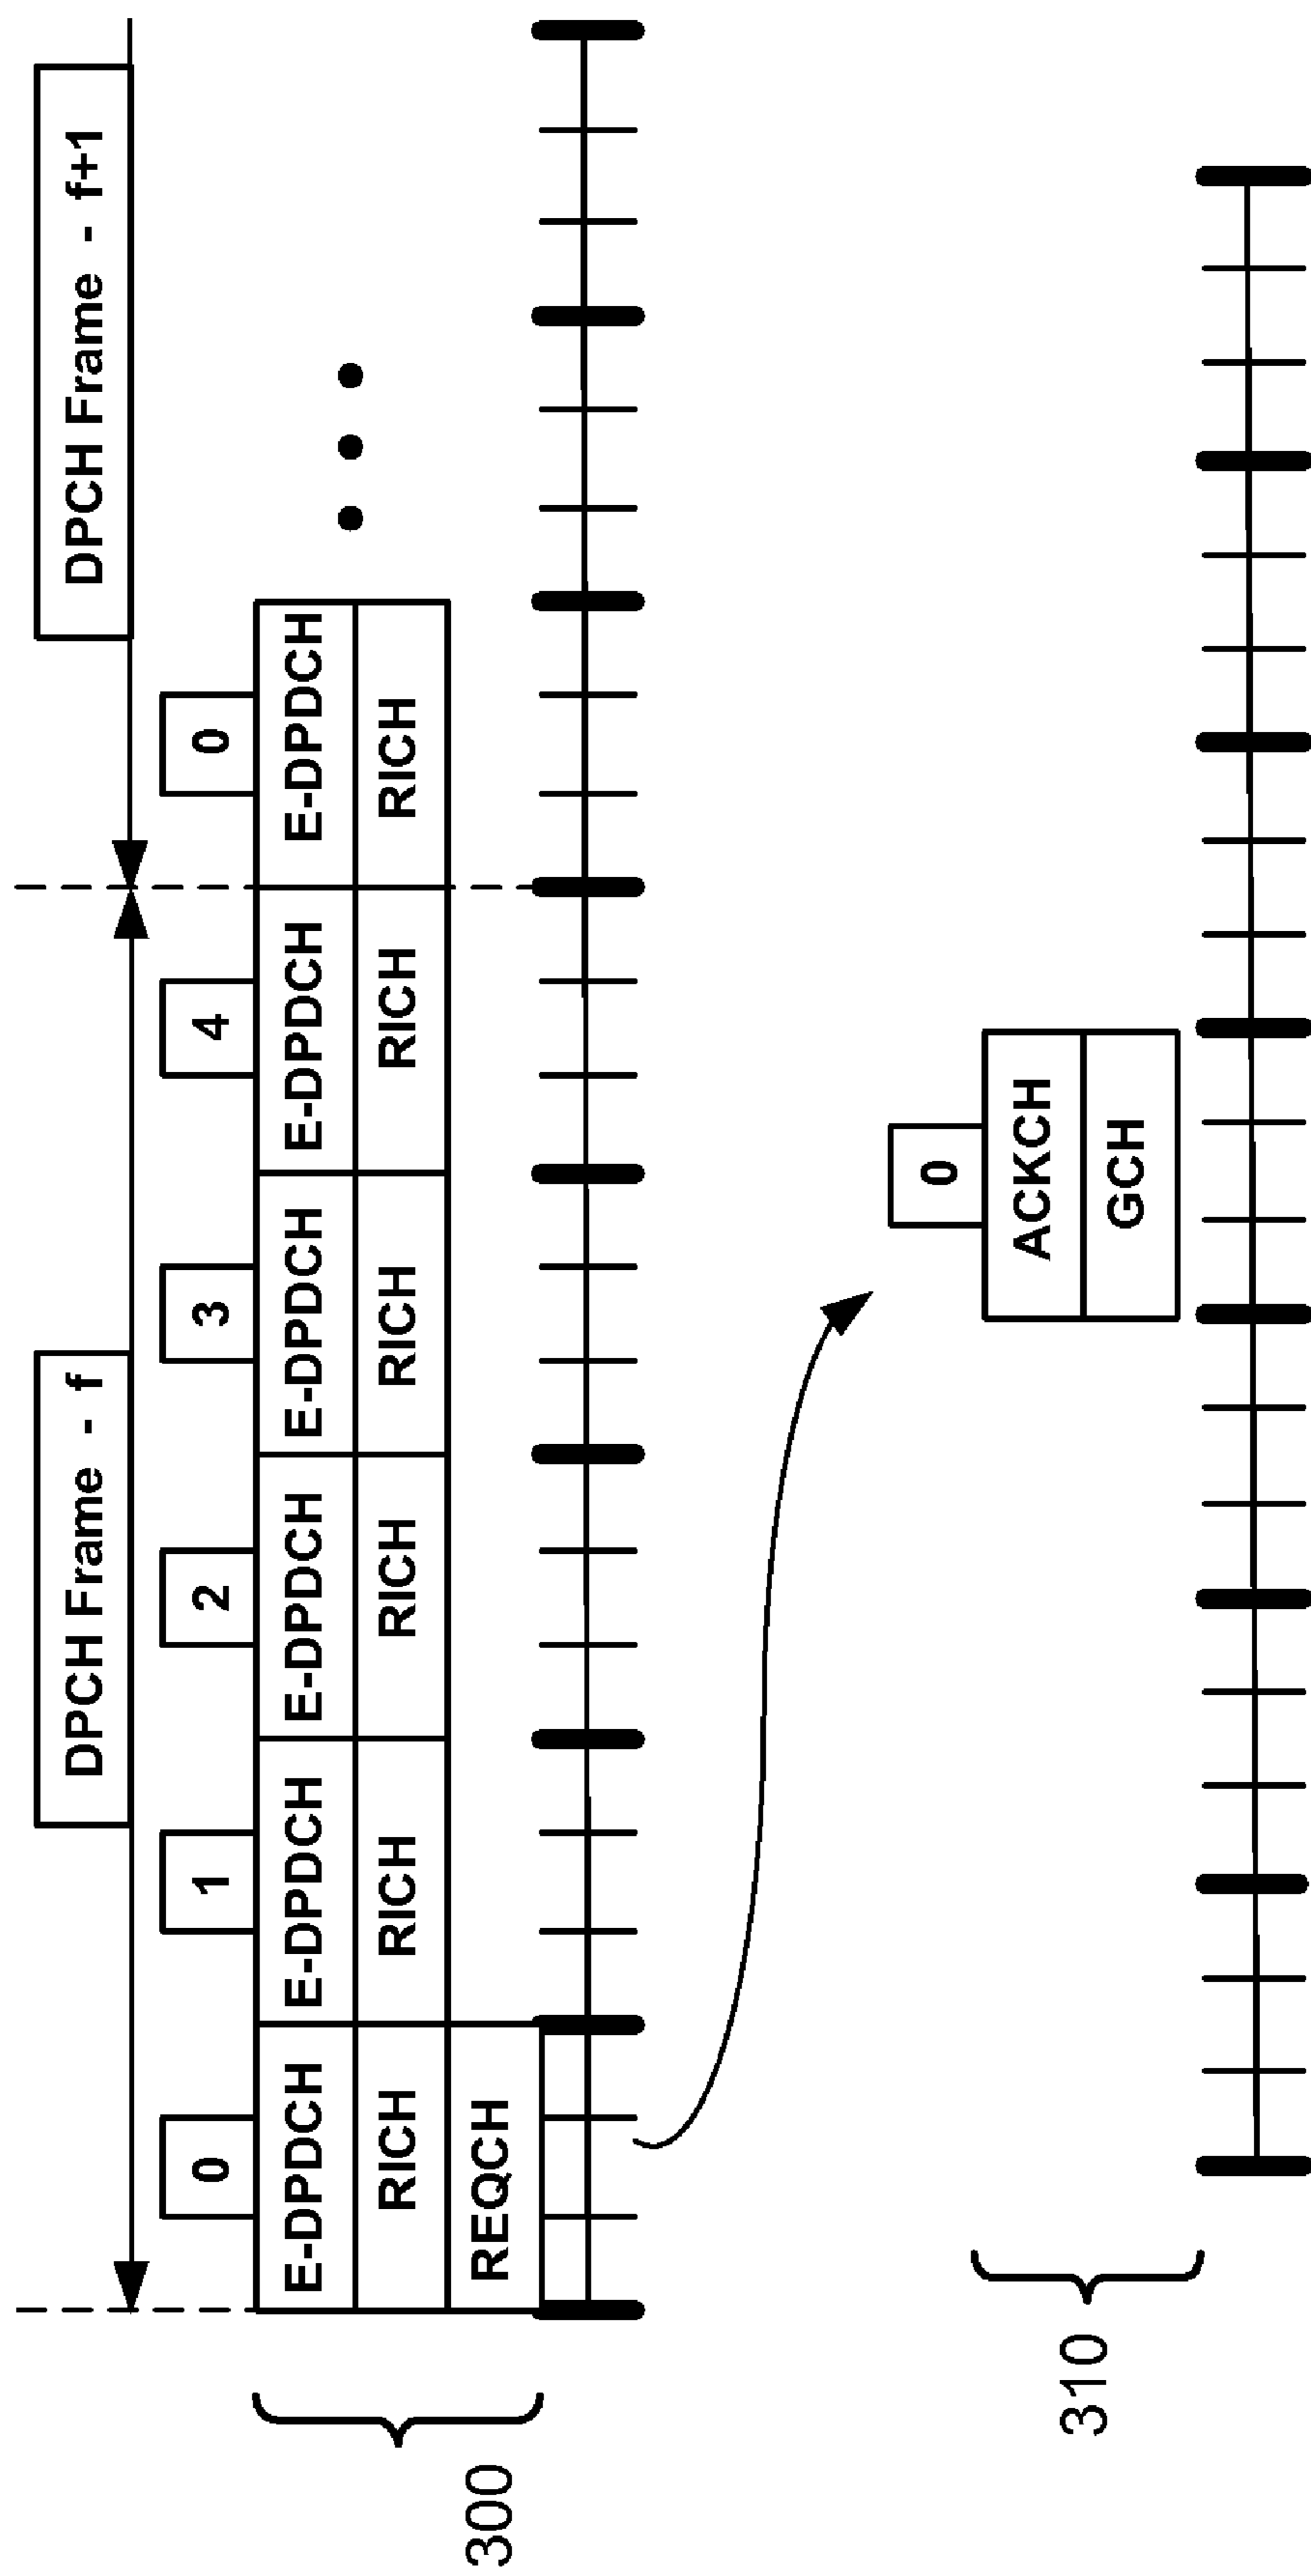 DPCH Frame - f
DPCH Frame - f+1
0
1
2
3
4
0
E-DPDCH
E-DPDCH
E-DPDCH
E-DPDCH
E-DPDCH
E-DPDCH
RICH
RICH
RICH
RICH
RICH
RICH
REQCH
300
0
ACKCH
GCH
310